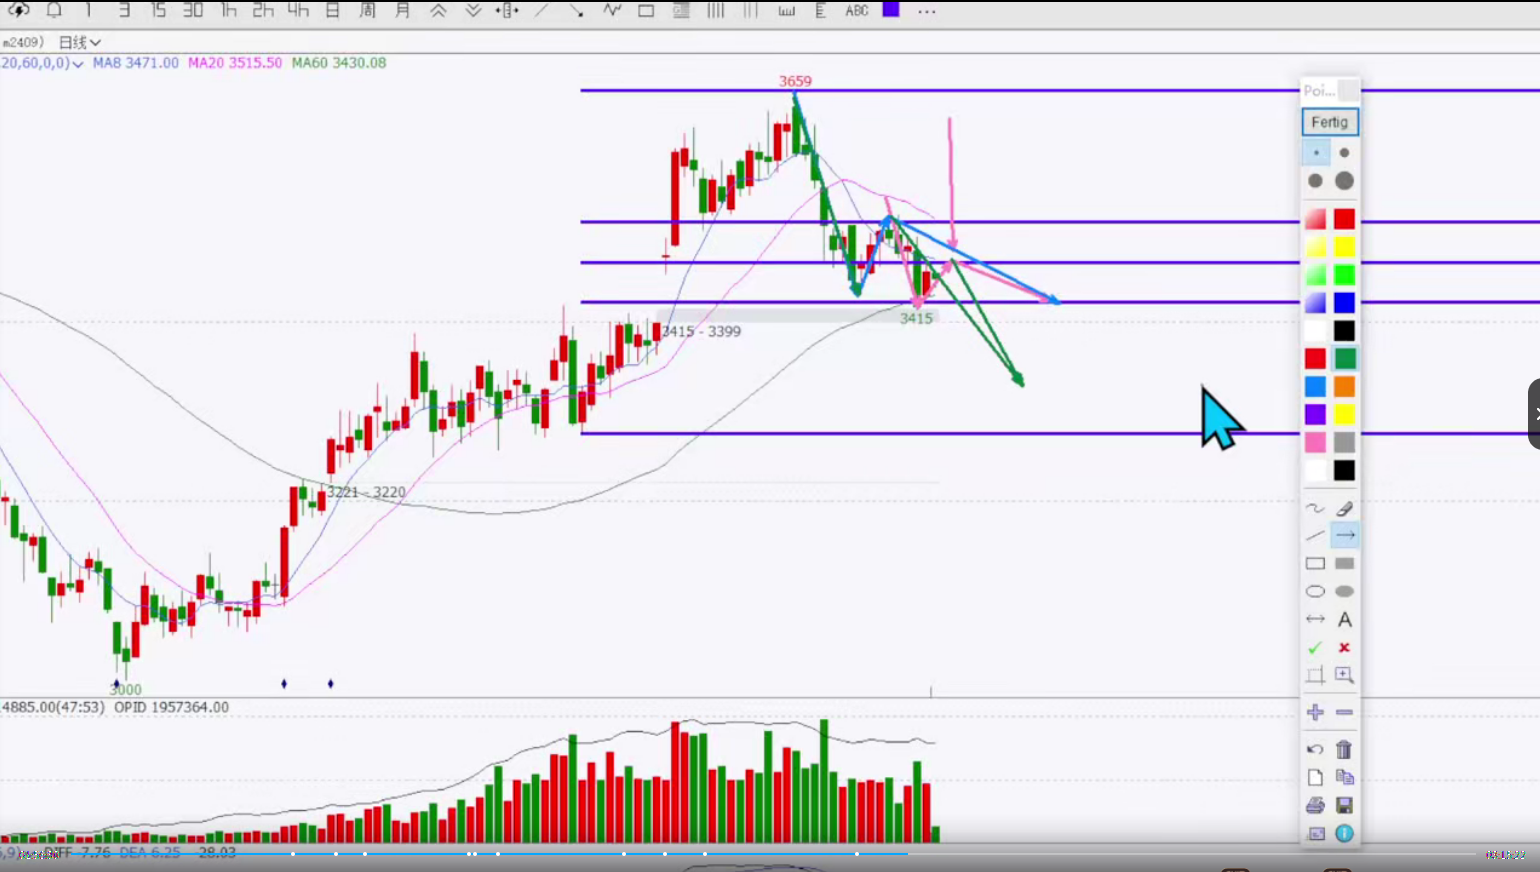 1 3 15 30 1h 2h 4h 日 周 月 ABC ...
m2409) 日线
20,60,0,0) MA8 3471.00 MA20 3515.50 MA60 3430.08
3659
Poi...
Fertig
3415
3415 - 3399
3221 - 3220
A
3000
4885.00(47:53) OPID 1957364.00
,9) DIFF -7.76 DEA 6.25 -28.03